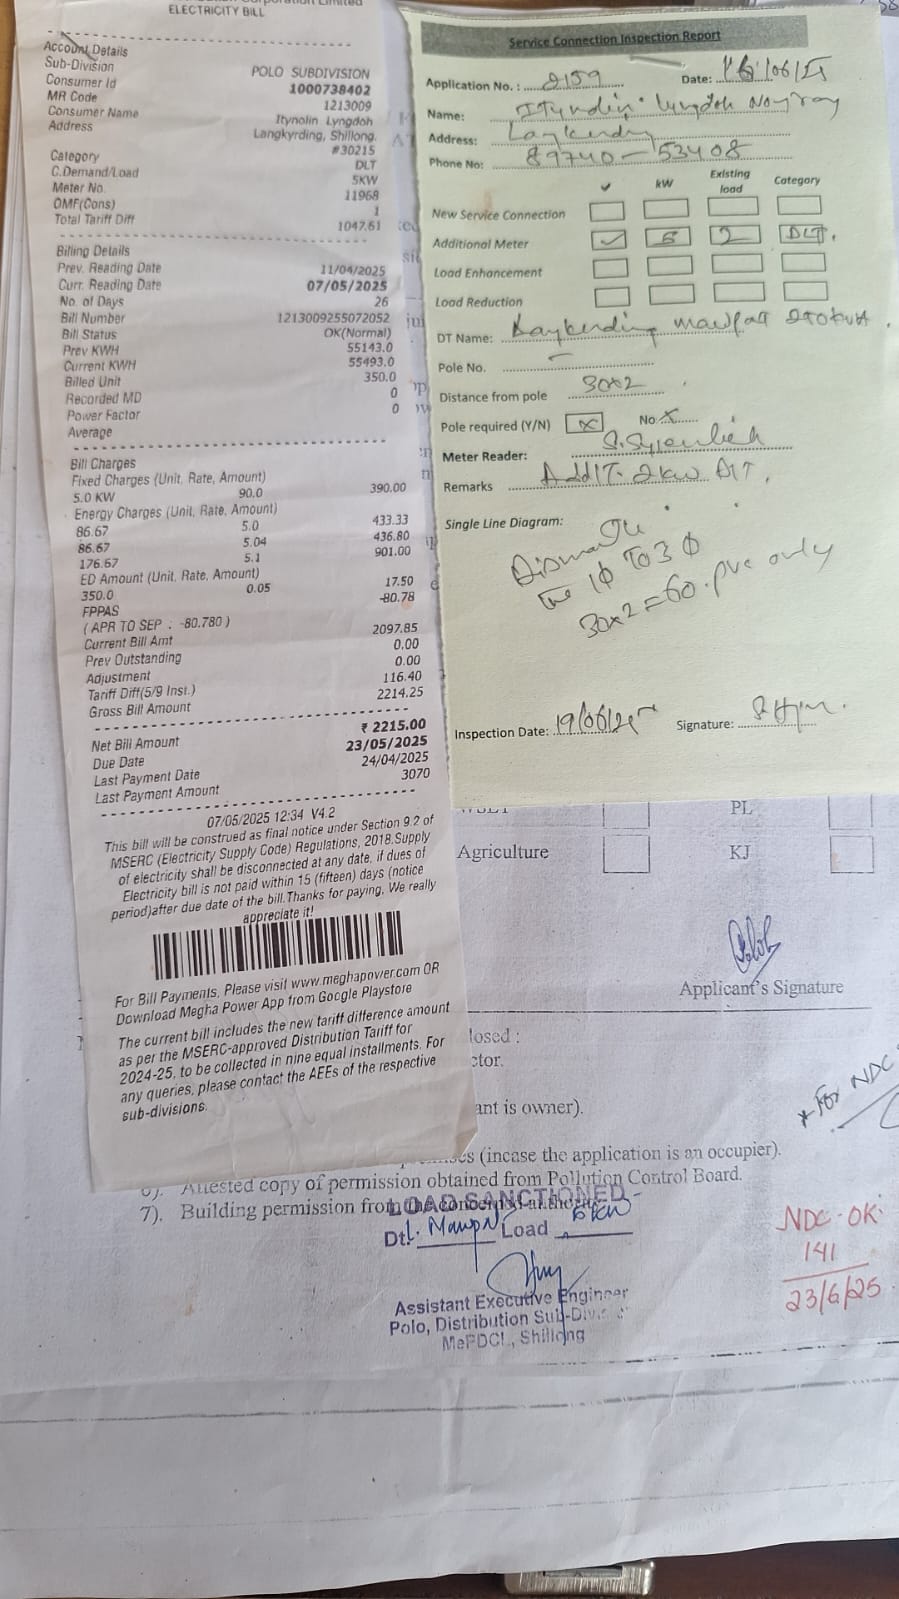 Corporation Limited
ELECTRICITY BILL
Account Details
Sub-Division POLO SUBDIVISION
Consumer Id 1000738402
MR Code 1213009
Consumer Name Itynolin Lyngdoh
Address Langkyrding, Shillong.
#30215
Category DLT
C.Demand/Load 5KW
Meter No. 11968
OMF(Cons) 1
Total Tariff Diff 1047.61
Billing Details
Prev. Reading Date 11/04/2025
Curr. Reading Date 07/05/2025
No. of Days 26
Bill Number 1213009255072052
Bill Status OK(Normal)
Prev KWH 55143.0
Current KWH 55493.0
Billed Unit 350.0
Recorded MD 0
Power Factor 0
Average
Bill Charges
Fixed Charges (Unit, Rate, Amount)
5.0 KW 90.0 390.00
Energy Charges (Unit, Rate, Amount)
86.67 5.0 433.33
86.67 5.04 436.80
176.67 5.1 901.00
ED Amount (Unit, Rate, Amount)
350.0 0.05 17.50
FPPAS -80.78
( APR TO SEP : -80.780 )
Current Bill Amt 2097.85
Prev Outstanding 0.00
Adjustment 0.00
Tariff Diff(5/9 Inst.) 116.40
Gross Bill Amount 2214.25
Net Bill Amount ₹ 2215.00
Due Date 23/05/2025
Last Payment Date 24/04/2025
Last Payment Amount 3070
07/05/2025 12:34 V4.2
This bill will be construed as final notice under Section 9.2 of
MSERC (Electricity Supply Code) Regulations, 2018.Supply
of electricity shall be disconnected at any date, if dues of
Electricity bill is not paid within 15 (fifteen) days (notice
period)after due date of the bill.Thanks for paying, We really
appreciate it!
For Bill Payments, Please visit www.meghapower.com OR
Download Megha Power App from Google Playstore
The current bill includes the new tariff difference amount
as per the MSERC-approved Distribution Tariff for
2024-25, to be collected in nine equal installments. For
any queries, please contact the AEEs of the respective
sub-divisions.
Service Connection Inspection Report
Application No. : 2159 Date: 16/06/25
Name: Lyngdoh
Address:
Phone No: 89740-53408
✓ kW Existing load Category
New Service Connection
Additional Meter ✓ 5 2 DLT.
Load Enhancement
Load Reduction
DT Name:
Pole No. -
Distance from pole 30x2
Pole required (Y/N) x No x
Meter Reader:
Remarks Addl. 2kw DLT.
Single Line Diagram:
Dismantle
1φ To 3φ
30x2=60. pvc only
Inspection Date: 19/06/25 Signature:
PL
Agriculture KJ
Applicant's Signature
losed :
ctor.
ant is owner).
(incase the application is an occupier).
6). Attested copy of permission obtained from Pollution Control Board.
7). Building permission from the concerned authority.
LOAD SANCTIONED
Dtl. Load 5kw
Assistant Executive Engineer
Polo, Distribution Sub-Div
MePDCL, Shillong
* For NDC
NDC-OK
141
23/6/25